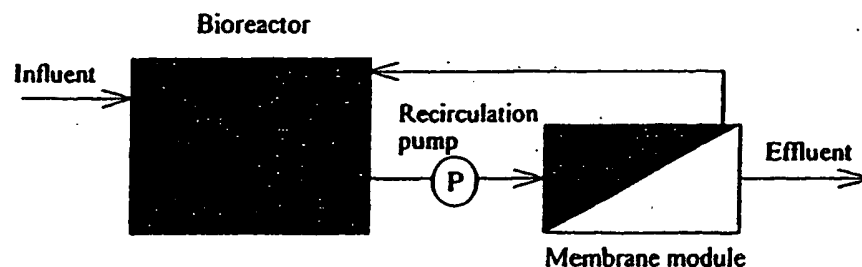 Bioreactor
Influent
Recirculation
pump
P
Effluent
Membrane module